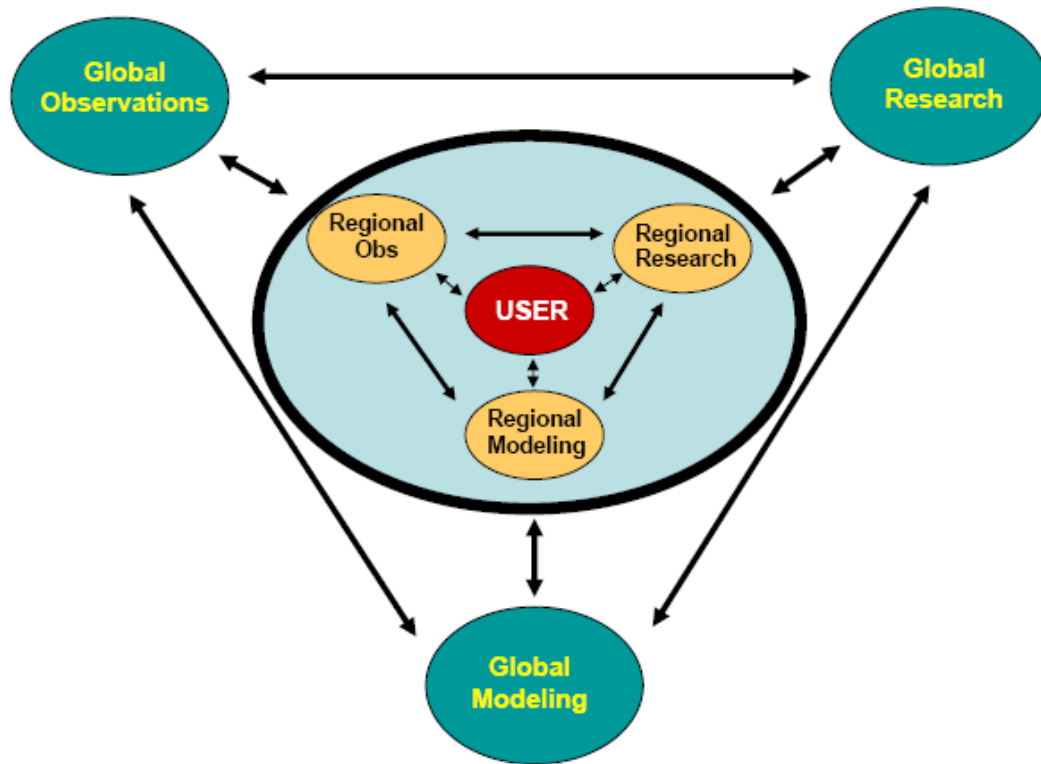 Global
Observations
Global
Research
Regional
Obs
Regional
Research
USER
Regional
Modeling
Global
Modeling